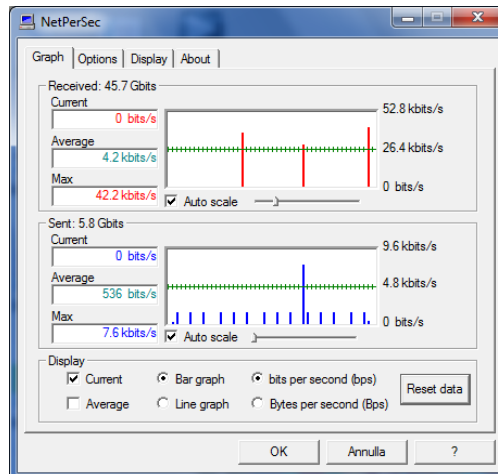 NetPerSec
Graph Options Display About
Received: 45.7 Gbits
Current
0 bits/s
Average
4.2 kbits/s
Max
42.2 kbits/s
52.8 kbits/s
26.4 kbits/s
0 bits/s
Auto scale
Sent: 5.8 Gbits
Current
0 bits/s
Average
536 bits/s
Max
7.6 kbits/s
9.6 kbits/s
4.8 kbits/s
0 bits/s
Auto scale
Display
Current Bar graph bits per second (bps)
Average Line graph Bytes per second (Bps)
Reset data
OK Annulla ?